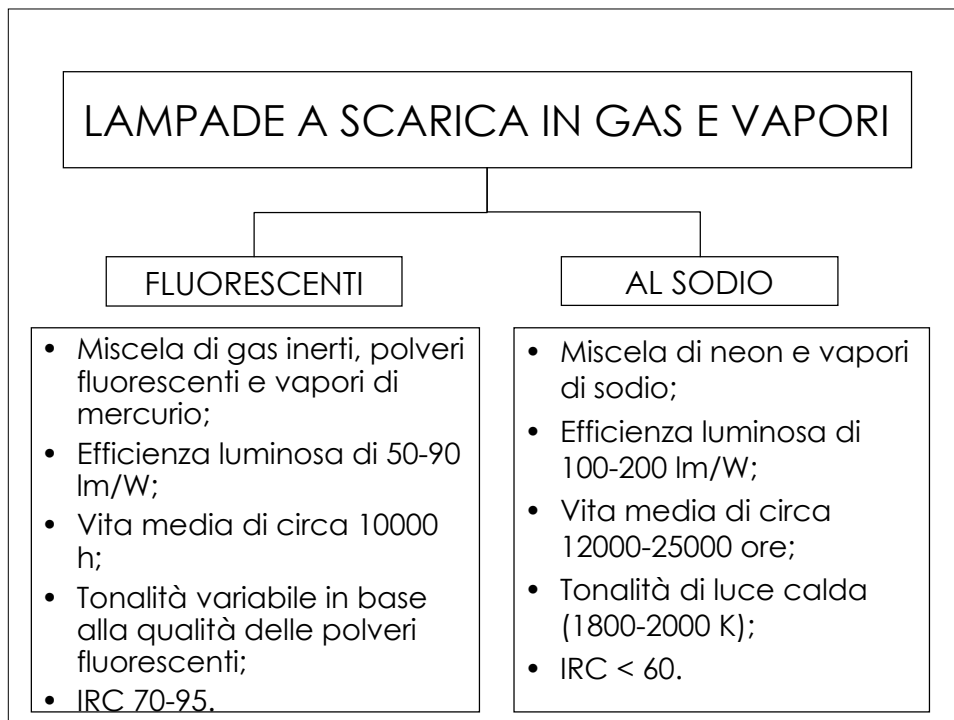 LAMPADE A SCARICA IN GAS E VAPORI
FLUORESCENTI
• Miscela di gas inerti, polveri
fluorescenti e vapori di
mercurio;
• Efficienza luminosa di 50-90
lm/W;
• Vita media di circa 10000
h;
• Tonalità variabile in base
alla qualità delle polveri
fluorescenti;
• IRC 70-95.
AL SODIO
• Miscela di neon e vapori
di sodio;
• Efficienza luminosa di
100-200 lm/W;
• Vita media di circa
12000-25000 ore;
• Tonalità di luce calda
(1800-2000 K);
• IRC < 60.